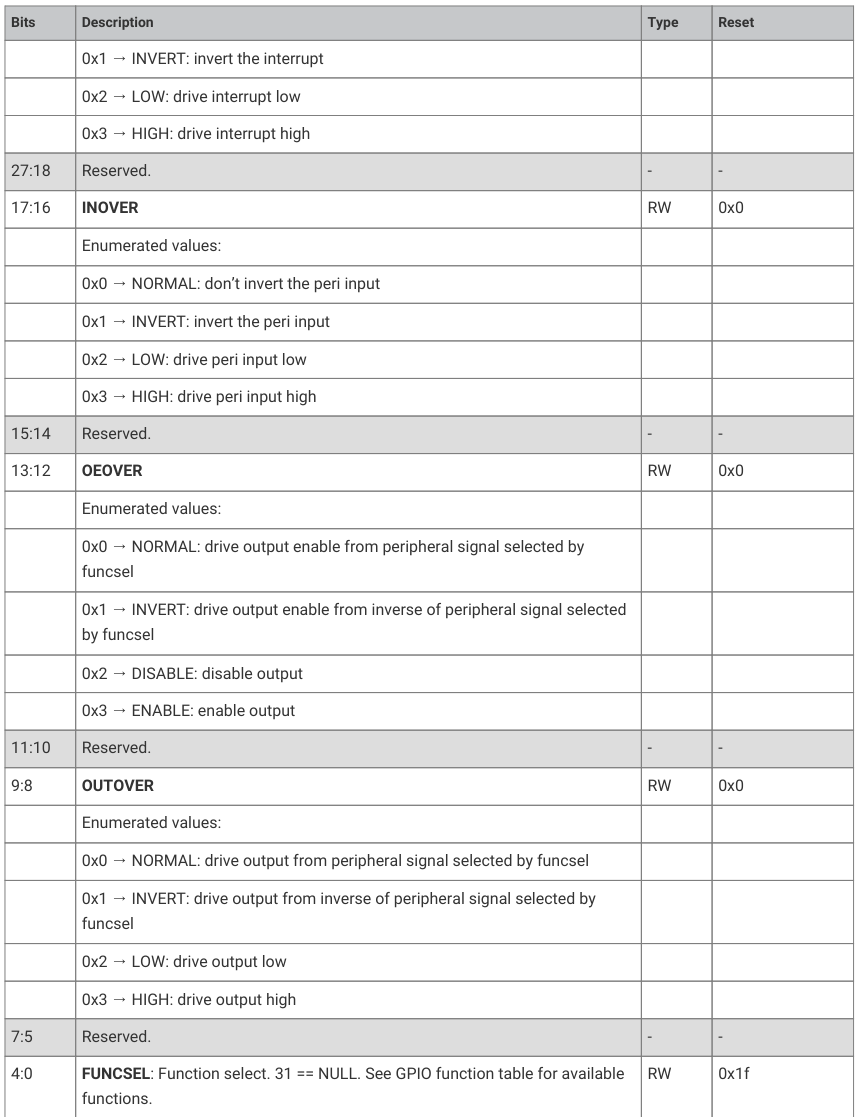 Bits Description Type Reset
0x1 → INVERT: invert the interrupt
0x2 → LOW: drive interrupt low
0x3 → HIGH: drive interrupt high
27:18 Reserved. - -
17:16 INOVER RW 0x0
Enumerated values:
0x0 → NORMAL: don’t invert the peri input
0x1 → INVERT: invert the peri input
0x2 → LOW: drive peri input low
0x3 → HIGH: drive peri input high
15:14 Reserved. - -
13:12 OEOVER RW 0x0
Enumerated values:
0x0 → NORMAL: drive output enable from peripheral signal selected by
funcsel
0x1 → INVERT: drive output enable from inverse of peripheral signal selected
by funcsel
0x2 → DISABLE: disable output
0x3 → ENABLE: enable output
11:10 Reserved. - -
9:8 OUTOVER RW 0x0
Enumerated values:
0x0 → NORMAL: drive output from peripheral signal selected by funcsel
0x1 → INVERT: drive output from inverse of peripheral signal selected by
funcsel
0x2 → LOW: drive output low
0x3 → HIGH: drive output high
7:5 Reserved. - -
4:0 FUNCSEL: Function select. 31 == NULL. See GPIO function table for available RW 0x1f
functions.